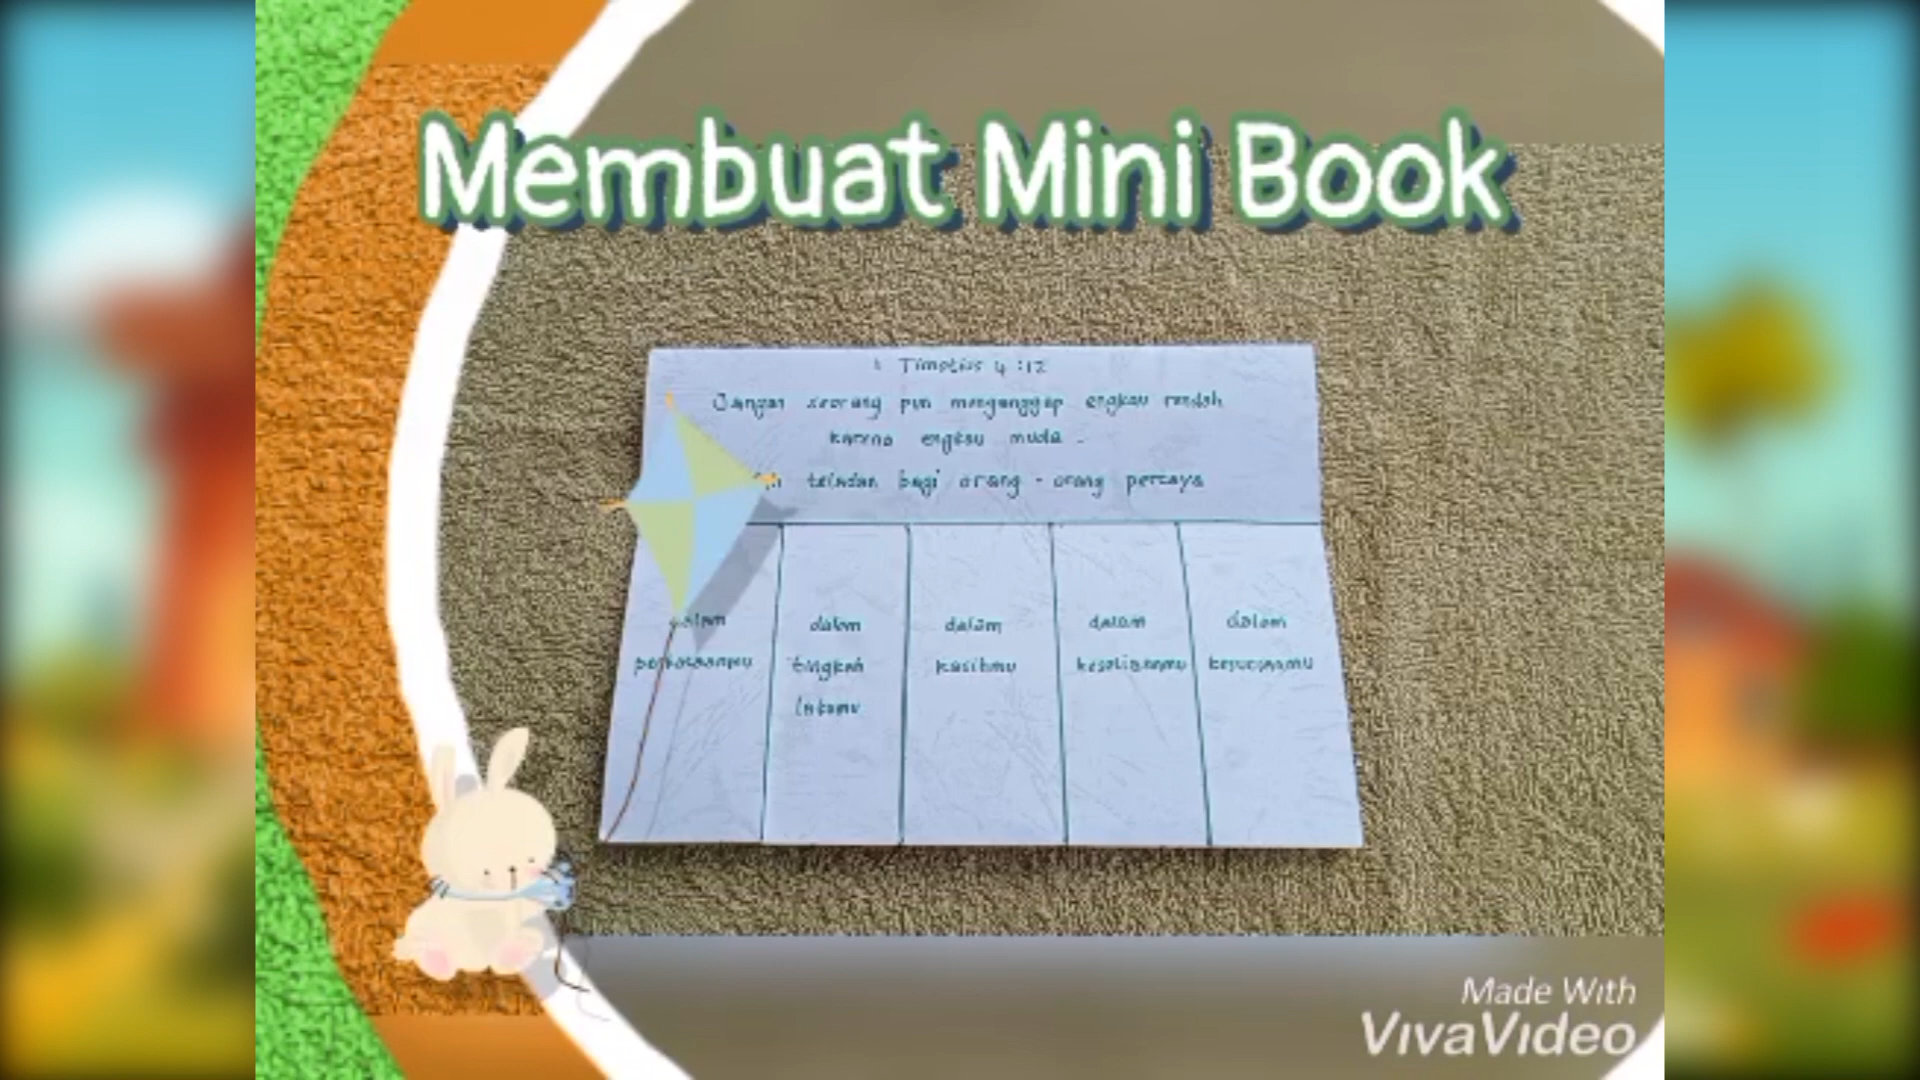 Membuat Mini Book
1 Timotius 4:12
Jangan seorang pun menganggap engkau rendah
karena engkau muda.
teladan bagi orang-orang percaya
dalam
perkataanmu
dalam
tingkah
lakumu
dalam
kasihmu
dalam
kesetiaanmu
dalam
kesucianmu
Made With
VivaVideo